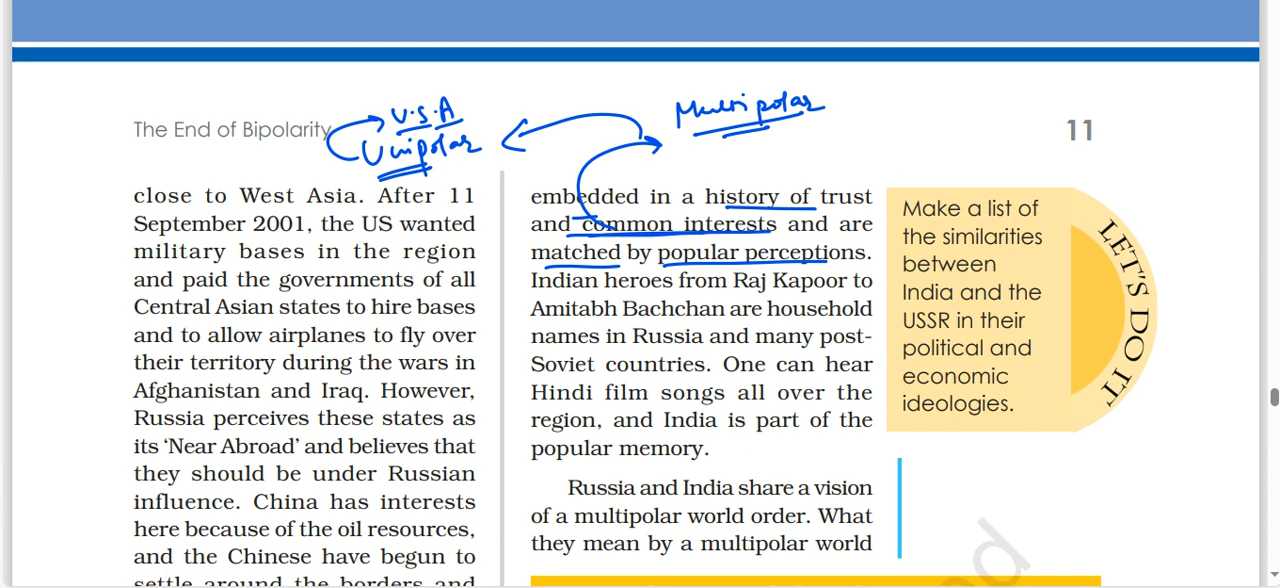 U.S.A
Unipolar
Multipolar
The End of Bipolarity
11
close to West Asia. After 11
September 2001, the US wanted
military bases in the region
and paid the governments of all
Central Asian states to hire bases
and to allow airplanes to fly over
their territory during the wars in
Afghanistan and Iraq. However,
Russia perceives these states as
its ‘Near Abroad’ and believes that
they should be under Russian
influence. China has interests
here because of the oil resources,
and the Chinese have begun to
settle around the borders and
embedded in a history of trust
and common interests and are
matched by popular perceptions.
Indian heroes from Raj Kapoor to
Amitabh Bachchan are household
names in Russia and many post-
Soviet countries. One can hear
Hindi film songs all over the
region, and India is part of the
popular memory.
Russia and India share a vision
of a multipolar world order. What
they mean by a multipolar world
Make a list of
the similarities
between
India and the
USSR in their
political and
economic
ideologies.
LET'S DO IT